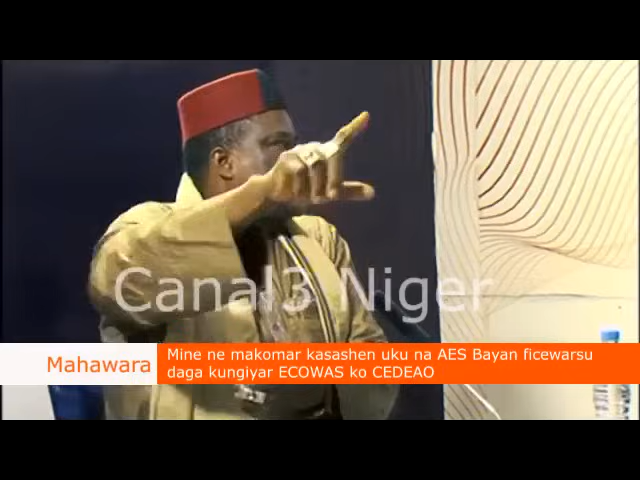 Canal3 Niger
Mahawara
Mine ne makomar kasashen uku na AES Bayan ficewarsu
daga kungiyar ECOWAS ko CEDEAO